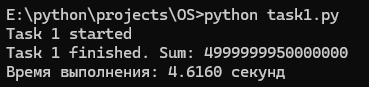 E:\python\projects\OS>python task1.py
Task 1 started
Task 1 finished. Sum: 4999999950000000
Время выполнения: 4.6160 секунд